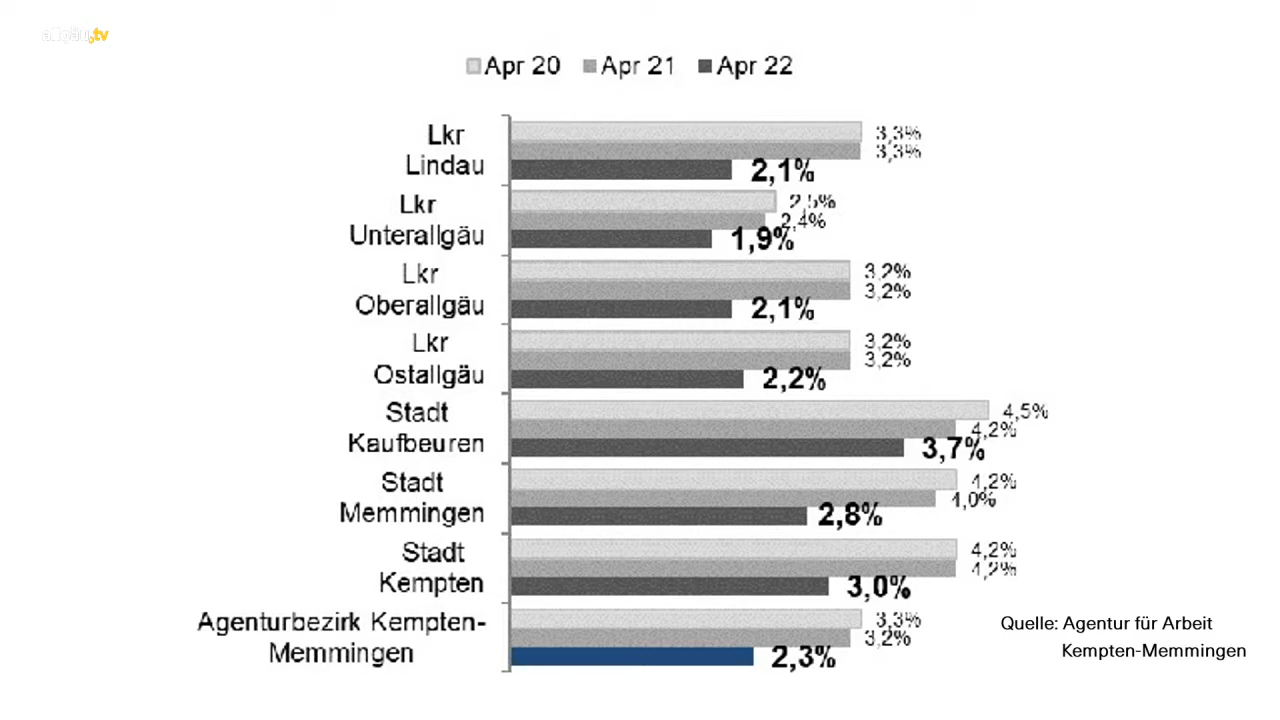 allgäu.tv
Apr 20 Apr 21 Apr 22
Lkr
Lindau
3,3%
3,3%
2,1%
Lkr
Unterallgäu
2,5%
2,4%
1,9%
Lkr
Oberallgäu
3,2%
3,2%
2,1%
Lkr
Ostallgäu
3,2%
3,2%
2,2%
Stadt
Kaufbeuren
4,5%
4,2%
3,7%
Stadt
Memmingen
4,2%
4,0%
2,8%
Stadt
Kempten
4,2%
4,2%
3,0%
Agenturbezirk Kempten-
Memmingen
3,3%
3,2%
2,3%
Quelle: Agentur für Arbeit
Kempten-Memmingen